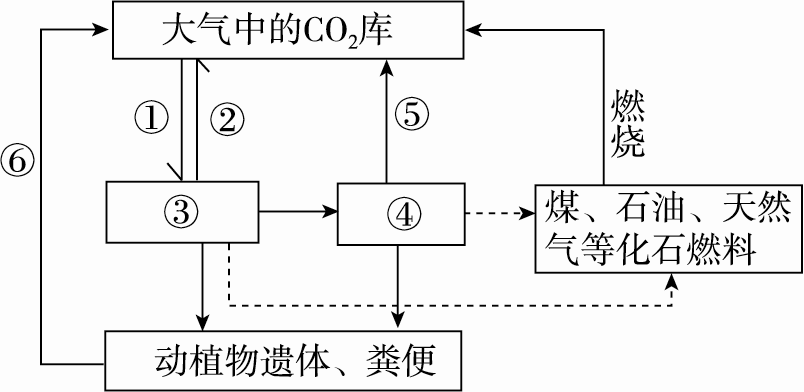 大气中的CO₂库
①
②
⑤
燃烧
⑥
③
④
煤、石油、天然
气等化石燃料
动植物遗体、粪便